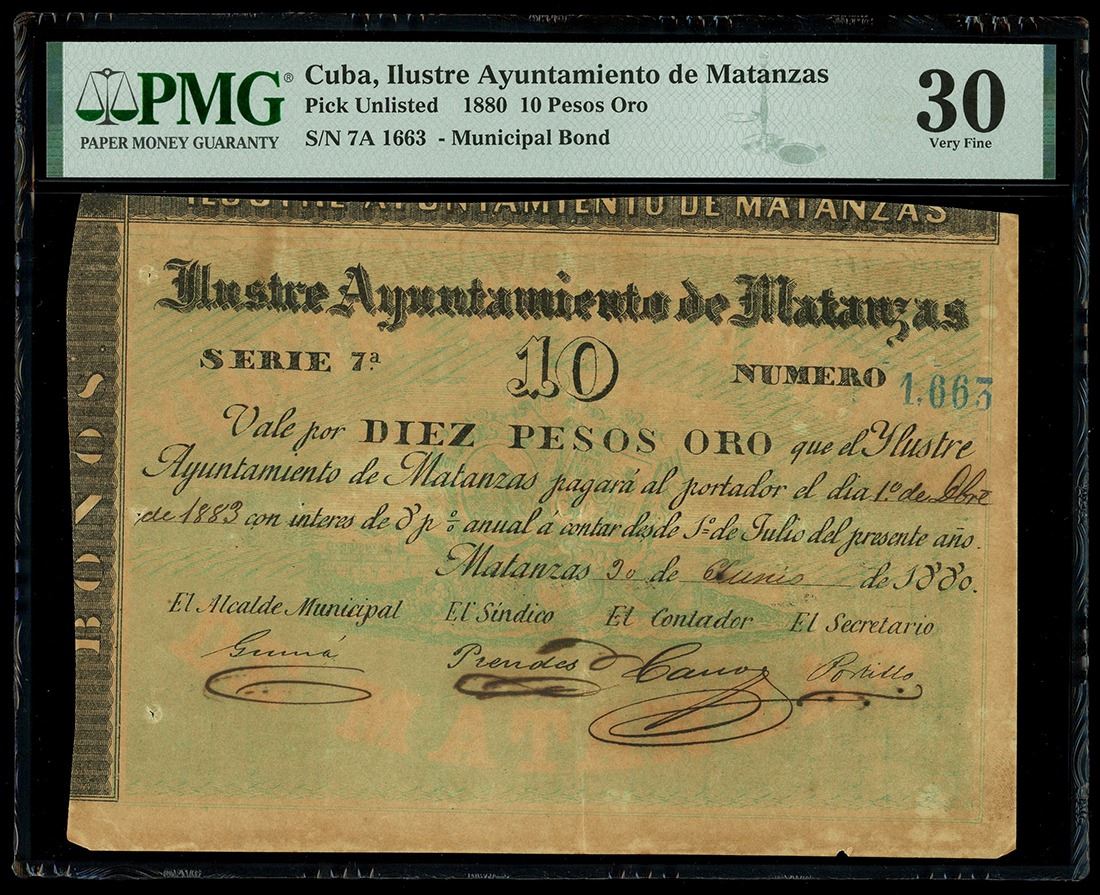 PMG®
PAPER MONEY GUARANTY
Cuba, Ilustre Ayuntamiento de Matanzas
Pick Unlisted 1880 10 Pesos Oro
S/N 7A 1663 - Municipal Bond
30
Very Fine
ILUSTRE AYUNTAMIENTO DE MATANZAS
BONOS
Ilustre Ayuntamiento de Matanzas
SERIE 7ª 10 NUMERO 1.663
Vale por DIEZ PESOS ORO que el Ylustre
Ayuntamiento de Matanzas pagará al portador el dia 1º de Dbre
de 1883 con interes de 8 p% anual á contar desde 1º de Julio del presente año.
Matanzas 30 de Junio de 1880.
El Alcalde Municipal El Síndico El Contador El Secretario
Gumá Prendes Cano Portillo
MAT